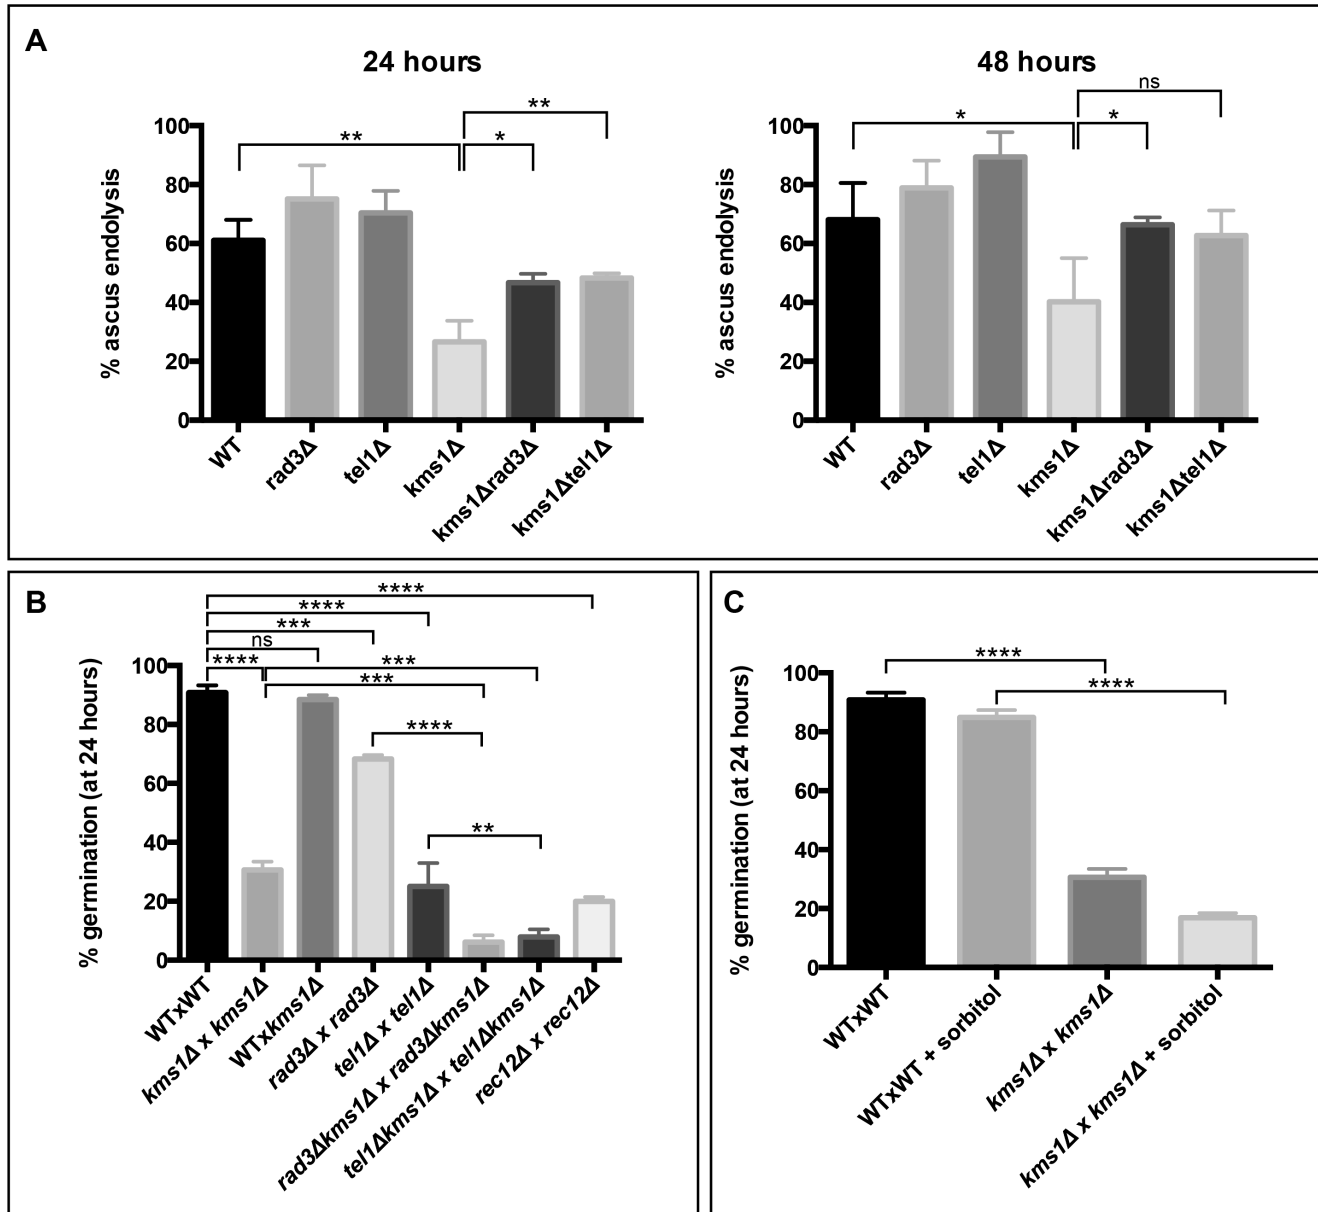 A
24 hours
** 
** *
% ascus endolysis
100
80
60
40
20
0
WT
rad3Δ
tel1Δ
kms1Δ
kms1Δrad3Δ
kms1Δtel1Δ
48 hours
ns
* *
% ascus endolysis
100
80
60
40
20
0
WT
rad3Δ
tel1Δ
kms1Δ
kms1Δrad3Δ
kms1Δtel1Δ
B
****
****
***
ns
**** ***
***
****
**
% germination (at 24 hours)
100
80
60
40
20
0
WTxWT
kms1Δ x kms1Δ
WTxkms1Δ
rad3Δ x rad3Δ
tel1Δ x tel1Δ
rad3Δkms1Δ x rad3Δkms1Δ
tel1Δkms1Δ x tel1Δkms1Δ
rec12Δ x rec12Δ
C
****
****
% germination (at 24 hours)
100
80
60
40
20
0
WTxWT
WTxWT + sorbitol
kms1Δ x kms1Δ
kms1Δ x kms1Δ + sorbitol